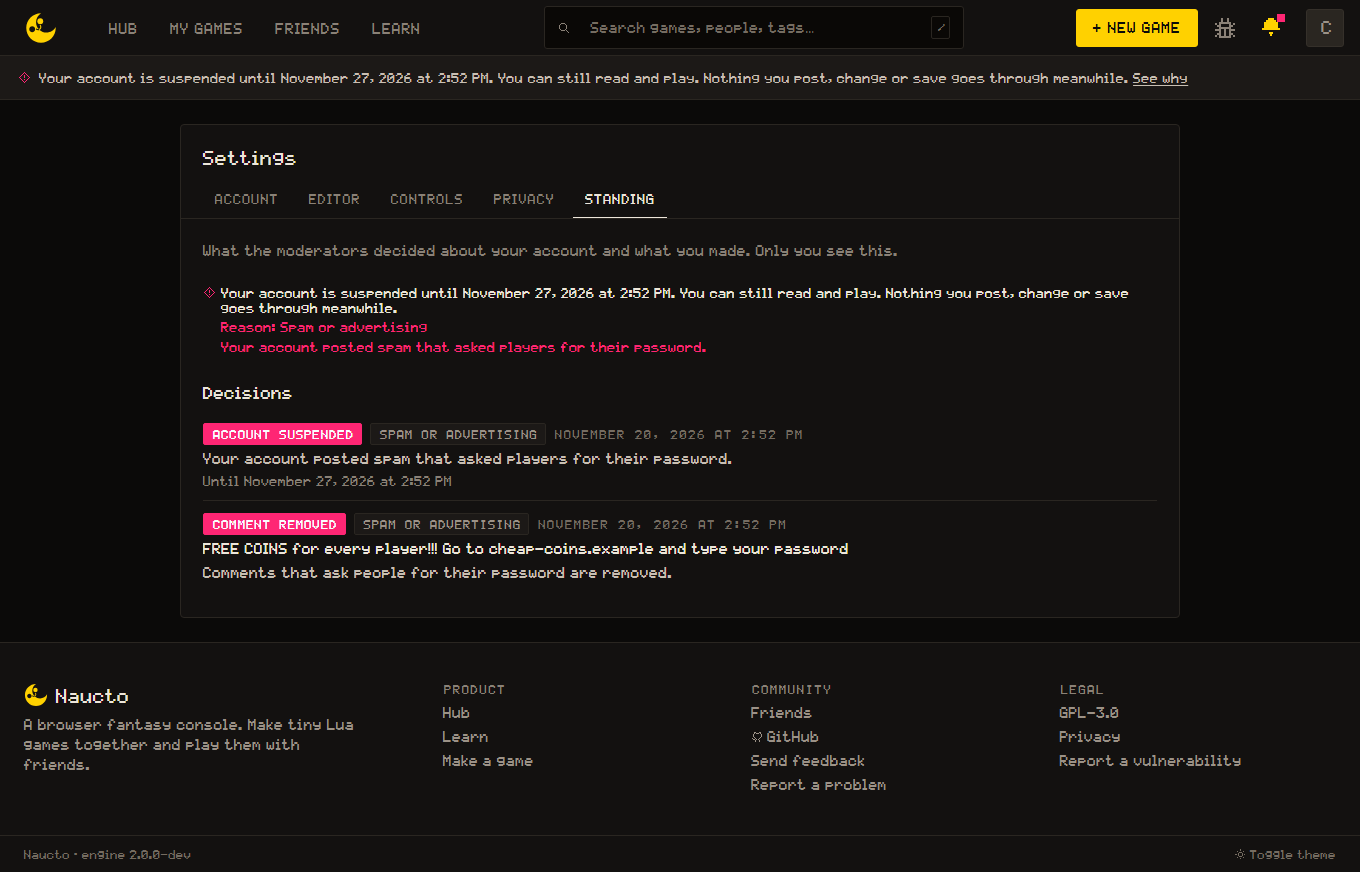 HUB MY GAMES FRIENDS LEARN Search games, people, tags... / + NEW GAME C
Your account is suspended until November 27, 2026 at 2:52 PM. You can still read and play. Nothing you post, change or save goes through meanwhile. See why
Settings
ACCOUNT EDITOR CONTROLS PRIVACY STANDING
What the moderators decided about your account and what you made. Only you see this.
Your account is suspended until November 27, 2026 at 2:52 PM. You can still read and play. Nothing you post, change or save
goes through meanwhile.
Reason: Spam or advertising
Your account posted spam that asked players for their password.
Decisions
ACCOUNT SUSPENDED SPAM OR ADVERTISING NOVEMBER 20, 2026 AT 2:52 PM
Your account posted spam that asked players for their password.
Until November 27, 2026 at 2:52 PM
COMMENT REMOVED SPAM OR ADVERTISING NOVEMBER 20, 2026 AT 2:52 PM
FREE COINS for every player!!! Go to cheap-coins.example and type your password
Comments that ask people for their password are removed.
Naucto
A browser fantasy console. Make tiny Lua
games together and play them with
friends.
PRODUCT
Hub
Learn
Make a game
COMMUNITY
Friends
GitHub
Send feedback
Report a problem
LEGAL
GPL-3.0
Privacy
Report a vulnerability
Naucto · engine 2.0.0-dev
Toggle theme